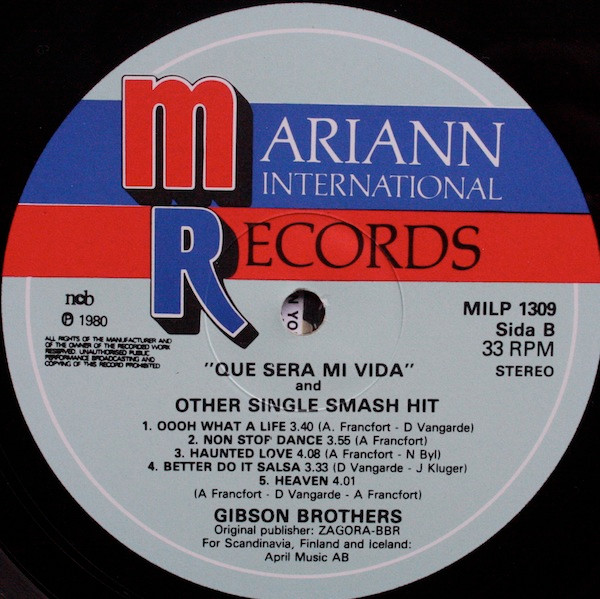 MARIANN
INTERNATIONAL
RECORDS
ncb
Ⓟ 1980
ALL RIGHTS OF THE MANUFACTURER AND
OF THE OWNER OF THE RECORDED WORK
RESERVED. UNAUTHORISED PUBLIC
PERFORMANCE BROADCASTING AND
COPYING OF THIS RECORD PROHIBITED
MILP 1309
Sida B
33 RPM
STEREO
"QUE SERA MI VIDA"
and
OTHER SINGLE SMASH HIT
1. OOOH WHAT A LIFE 3.40 (A. Francfort - D Vangarde)
2. NON STOP DANCE 3.55 (A Francfort)
3. HAUNTED LOVE 4.08 (A Francfort - N Byl)
4. BETTER DO IT SALSA 3.33 (D Vangarde - J Kluger)
5. HEAVEN 4.01
(A Francfort - D Vangarde - A Francfort)
GIBSON BROTHERS
Original publisher: ZAGORA-BBR
For Scandinavia, Finland and Iceland:
April Music AB